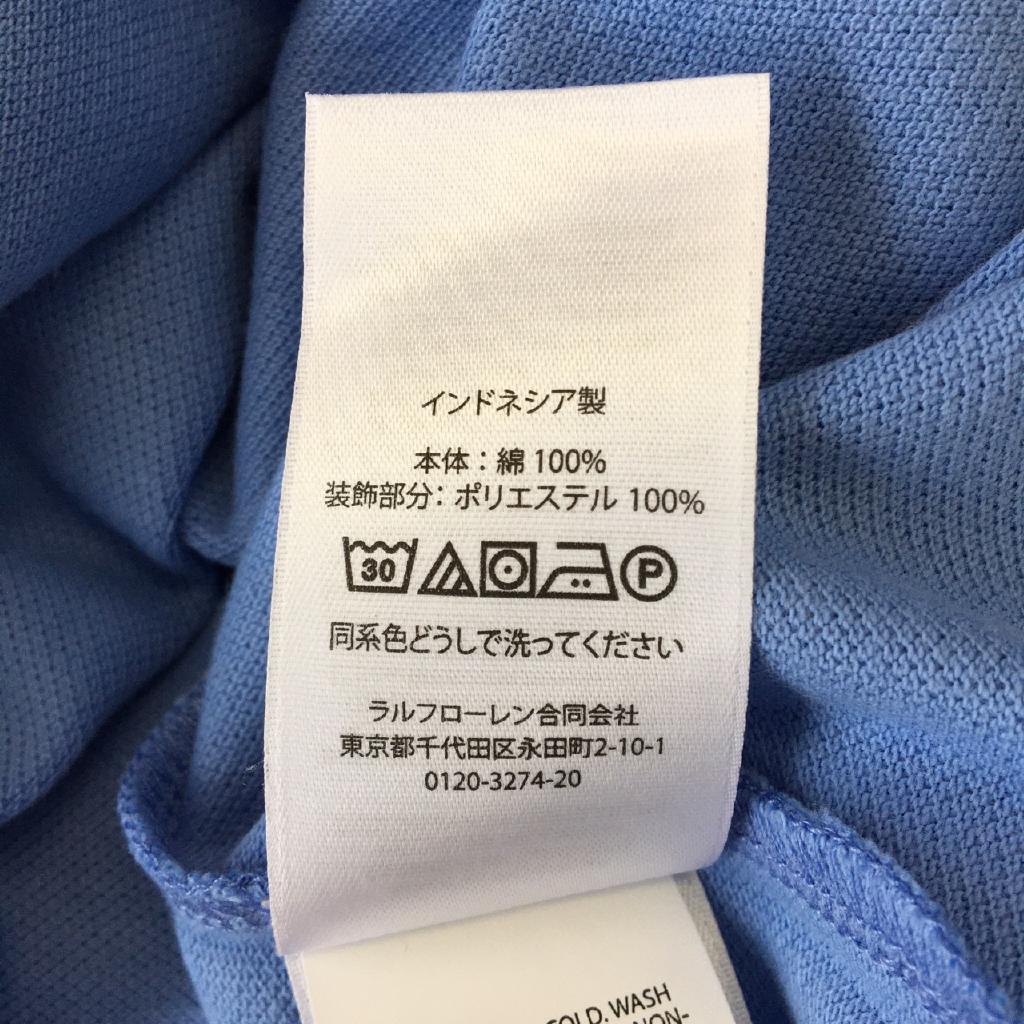 インドネシア製
本体：綿 100%
装飾部分：ポリエステル 100%
30 P
同系色どうしで洗ってください
ラルフローレン合同会社
東京都千代田区永田町2-10-1
0120-3274-20
COLD. WASH
NON-